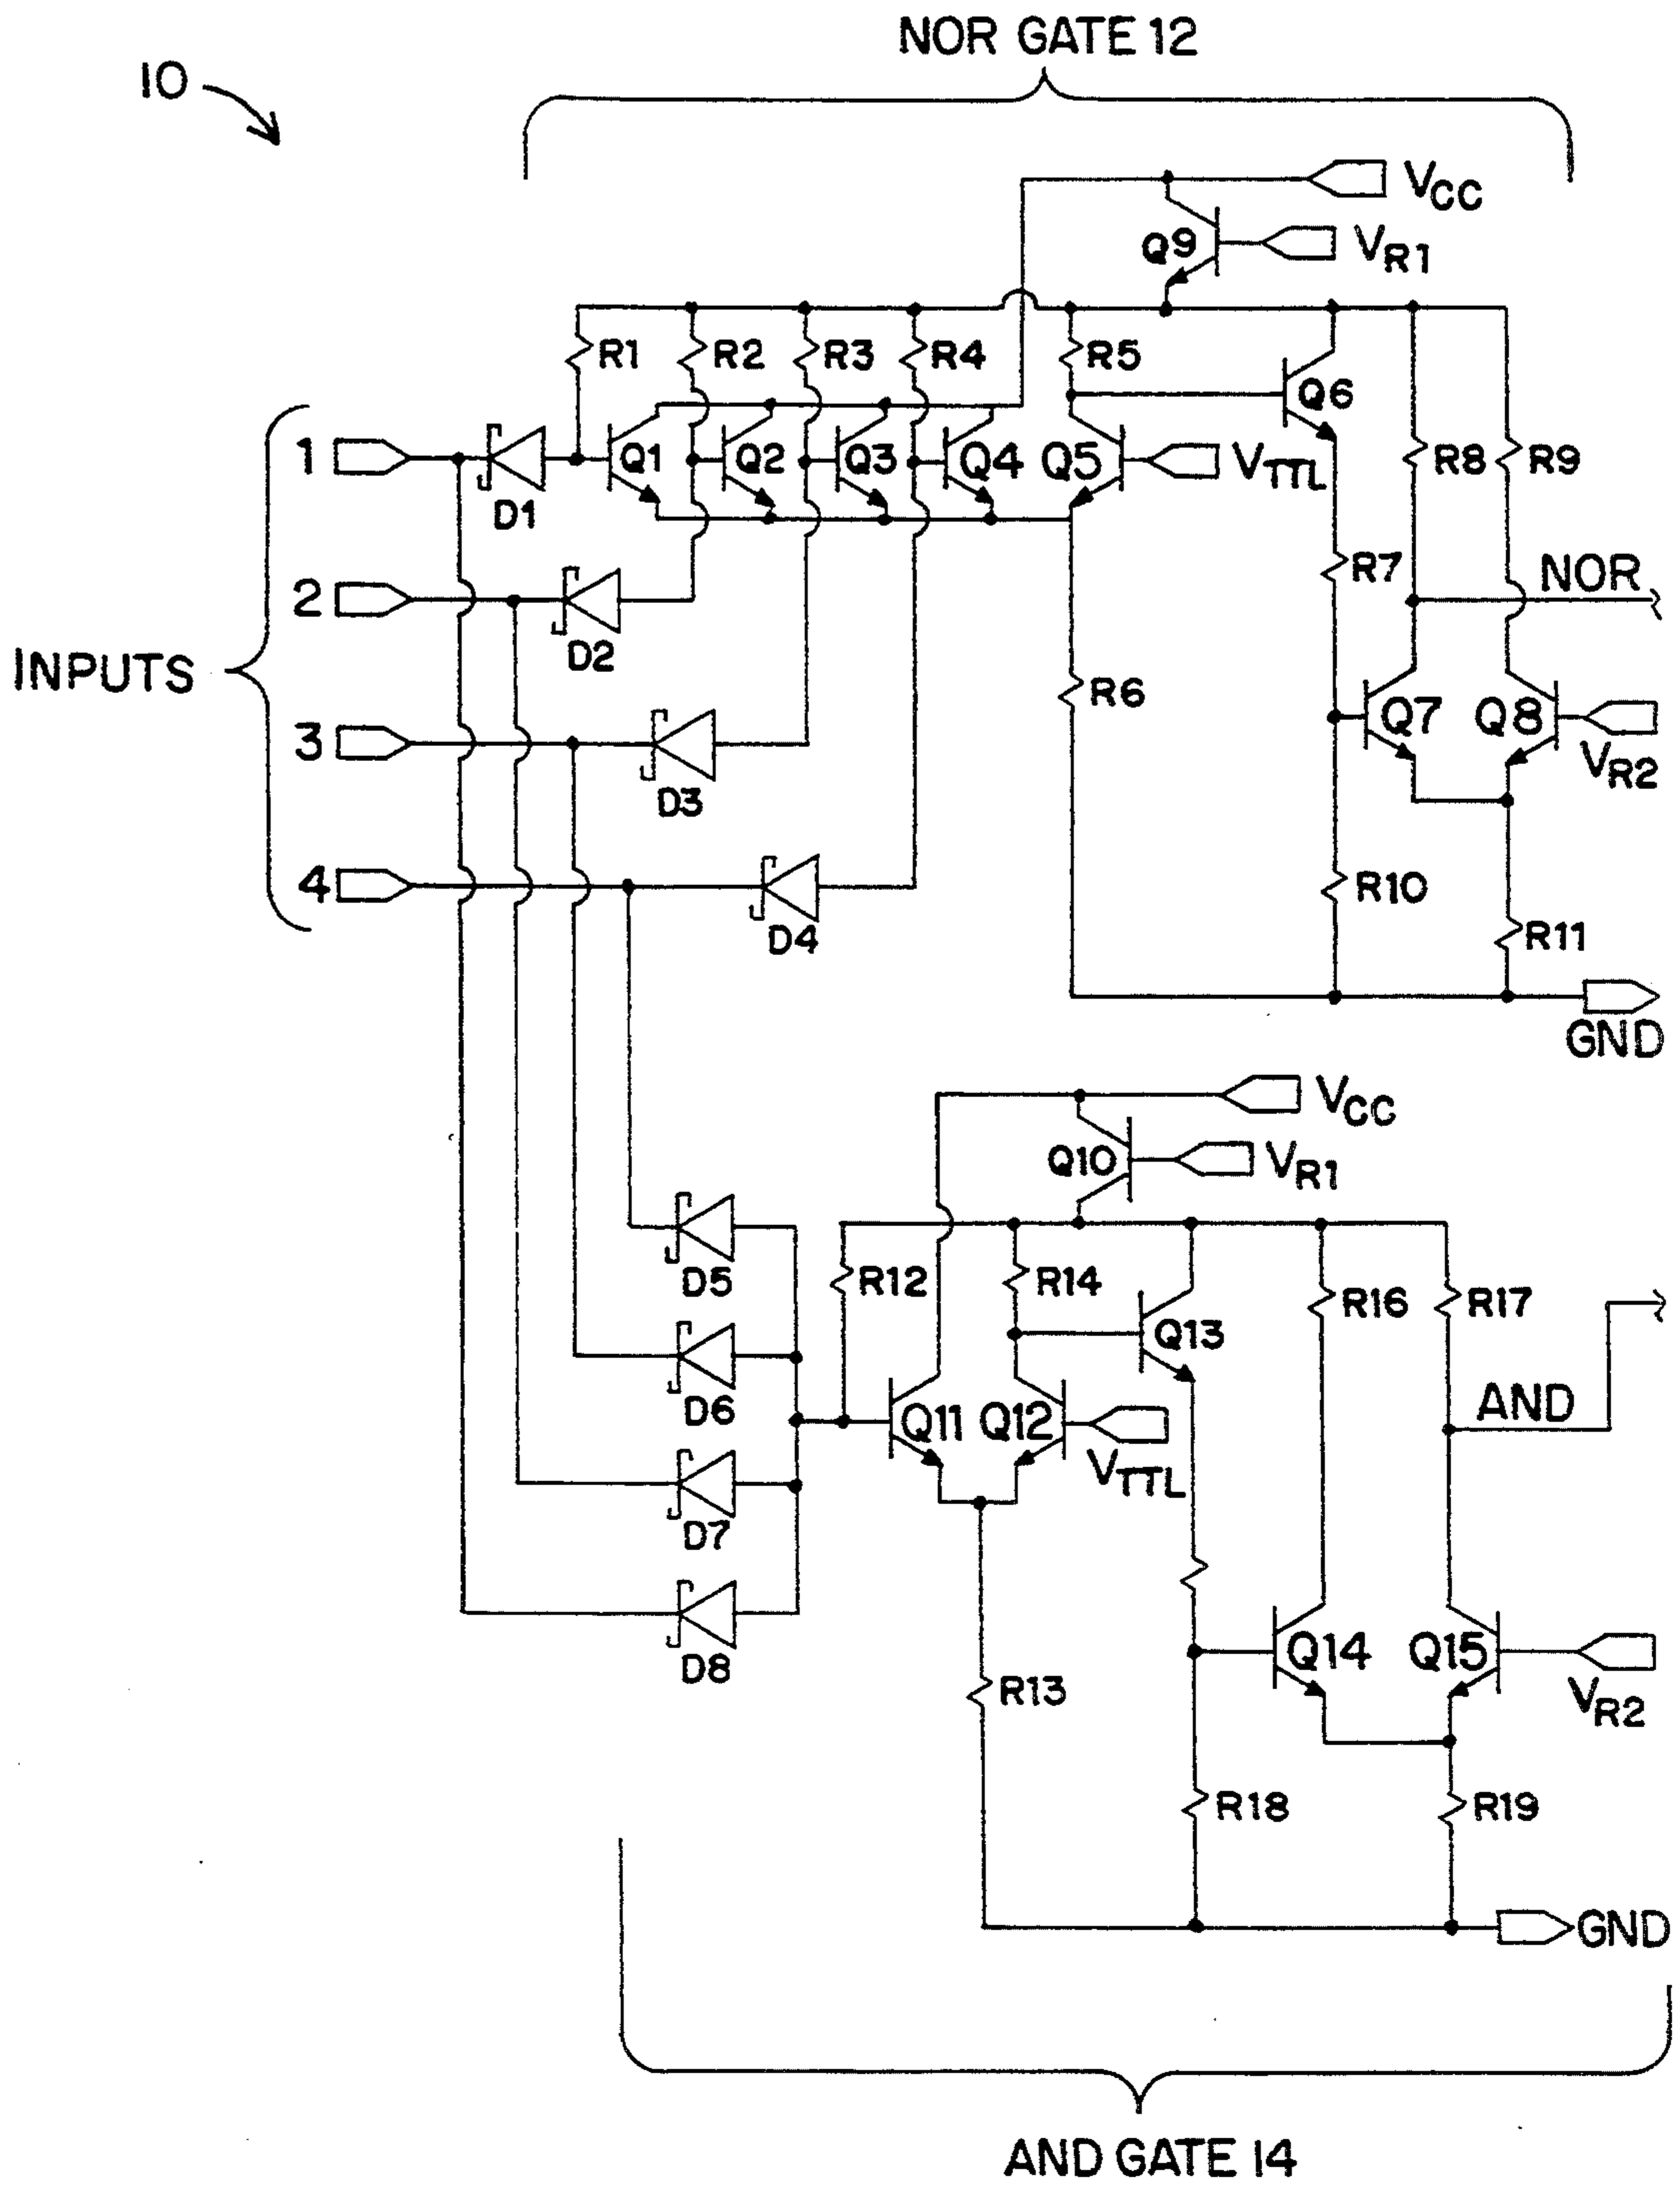 NOR GATE 12
10
VCC
Q9
VR1
R1
R2
R3
R4
R5
Q6
1
Q1
Q2
Q3
Q4
Q5
VTTL
R8
R9
D1
R7
NOR
2
D2
INPUTS
R6
Q7
Q8
3
VR2
D3
4
R10
D4
R11
GND
VCC
Q10
VR1
D5
R12
R14
R16
R17
Q13
D6
Q11
Q12
AND
VTTL
D7
Q14
Q15
D8
R13
VR2
R18
R19
GND
AND GATE 14